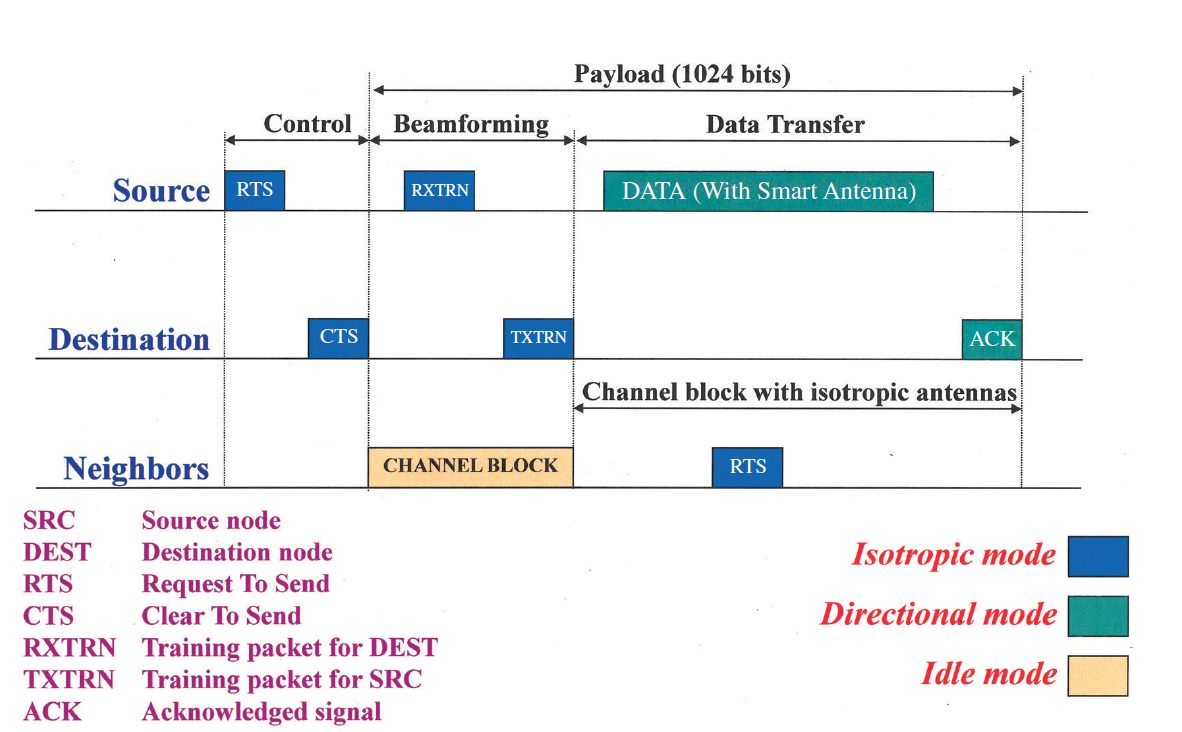 Payload (1024 bits)
Control Beamforming Data Transfer
Source RTS RXTRN DATA (With Smart Antenna)
Destination CTS TXTRN ACK
Channel block with isotropic antennas
Neighbors CHANNEL BLOCK RTS
SRC Source node
DEST Destination node
RTS Request To Send
CTS Clear To Send
RXTRN Training packet for DEST
TXTRN Training packet for SRC
ACK Acknowledged signal
Isotropic mode
Directional mode
Idle mode